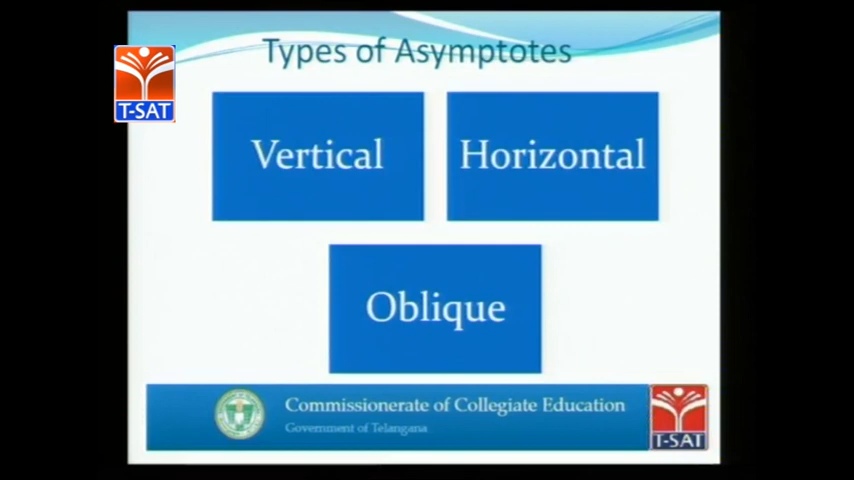 Types of Asymptotes
T-SAT
Vertical
Horizontal
Oblique
Commissionerate of Collegiate Education
Government of Telangana
T-SAT